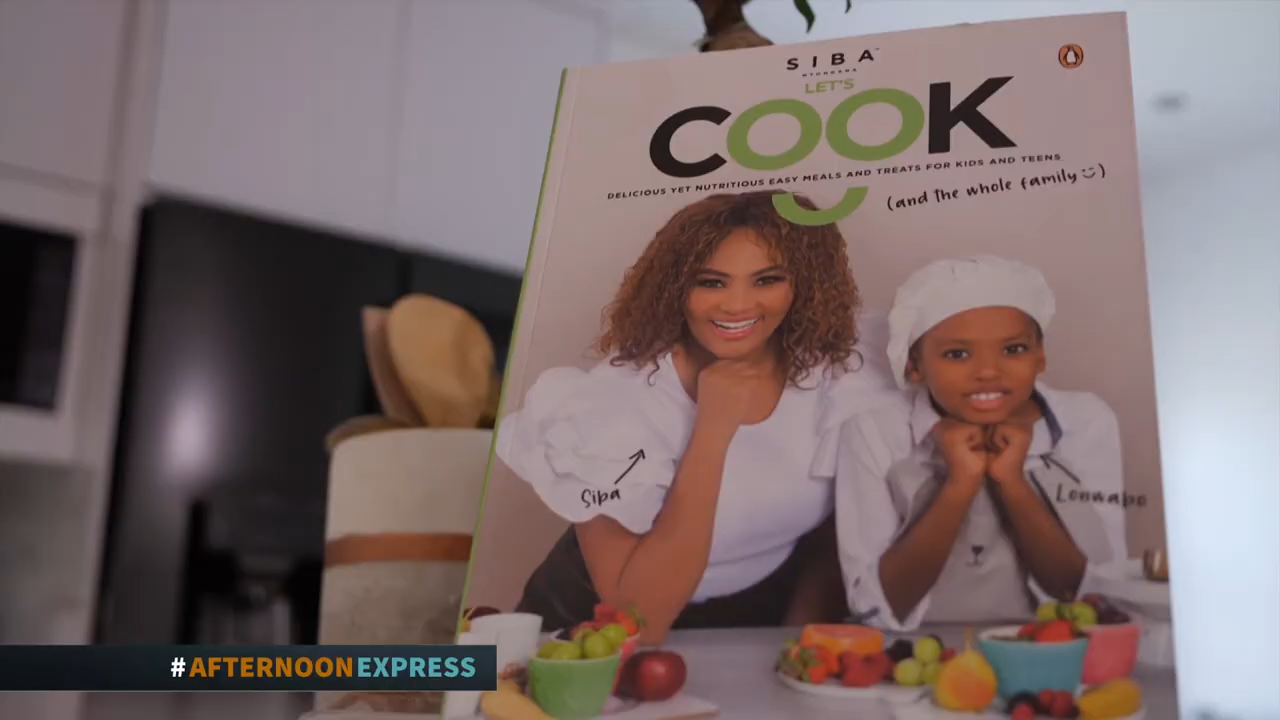 SIBA
LET'S
COOK
DELICIOUS YET NUTRITIOUS EASY MEALS AND TREATS FOR KIDS AND TEENS
(and the whole family)
Siba
Lonwabo
#AFTERNOONEXPRESS